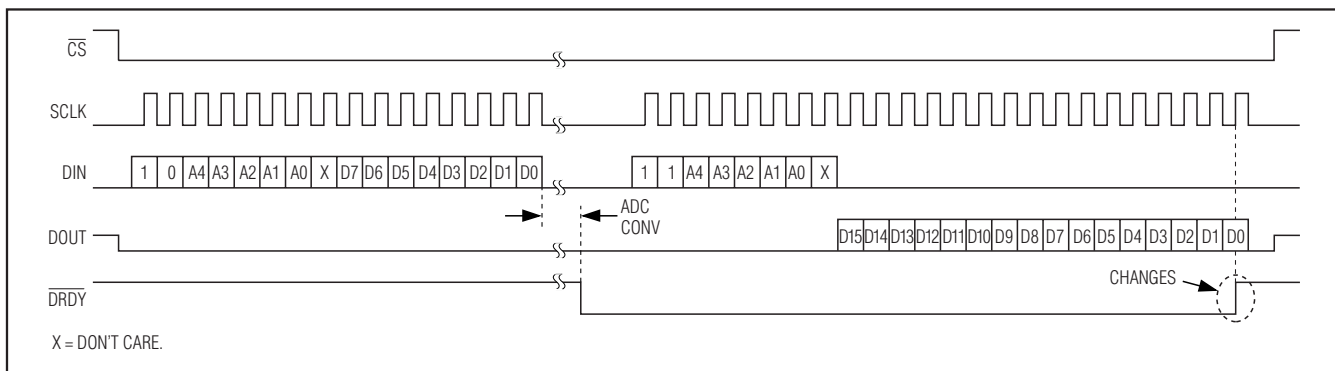 CS
SCLK
DIN
1 0 A4 A3 A2 A1 A0 X D7 D6 D5 D4 D3 D2 D1 D0
1 1 A4 A3 A2 A1 A0 X
ADC
CONV
DOUT
D15 D14 D13 D12 D11 D10 D9 D8 D7 D6 D5 D4 D3 D2 D1 D0
CHANGES
DRDY
X = DON'T CARE.